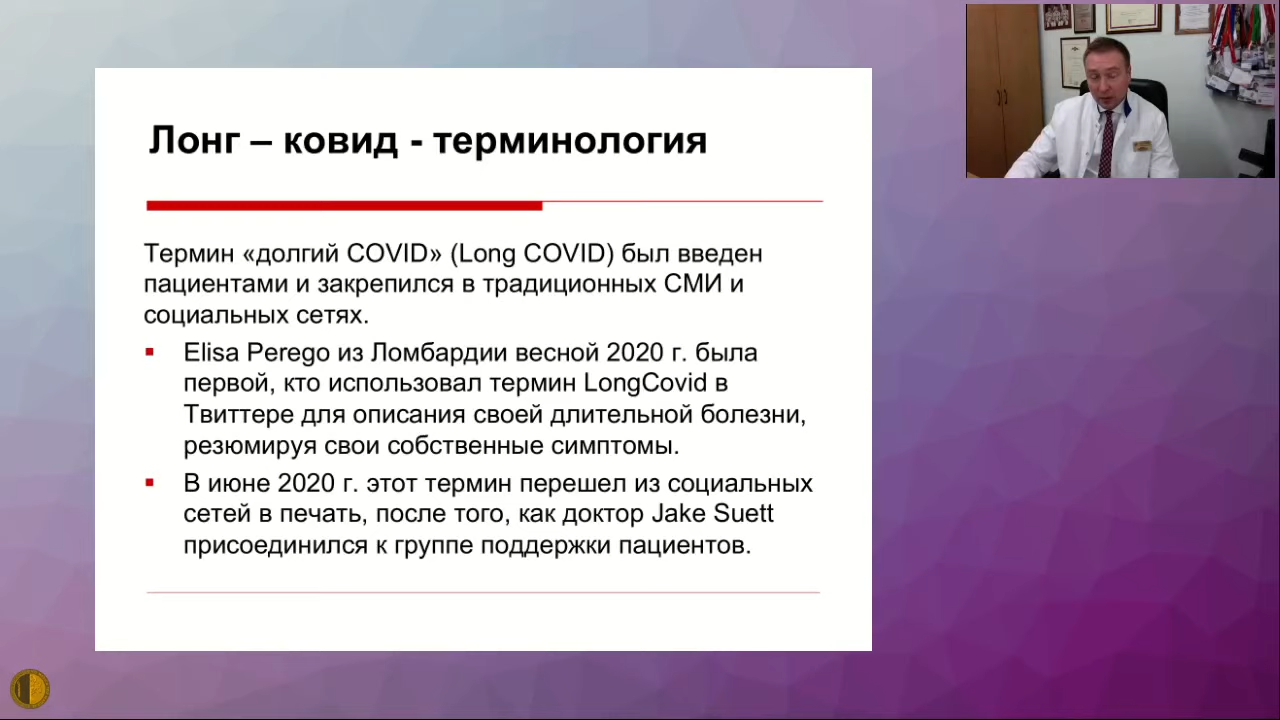 Лонг – ковид - терминология
Термин «долгий COVID» (Long COVID) был введен
пациентами и закрепился в традиционных СМИ и
социальных сетях.
Elisa Perego из Ломбардии весной 2020 г. была
первой, кто использовал термин LongCovid в
Твиттере для описания своей длительной болезни,
резюмируя свои собственные симптомы.
В июне 2020 г. этот термин перешел из социальных
сетей в печать, после того, как доктор Jake Suett
присоединился к группе поддержки пациентов.